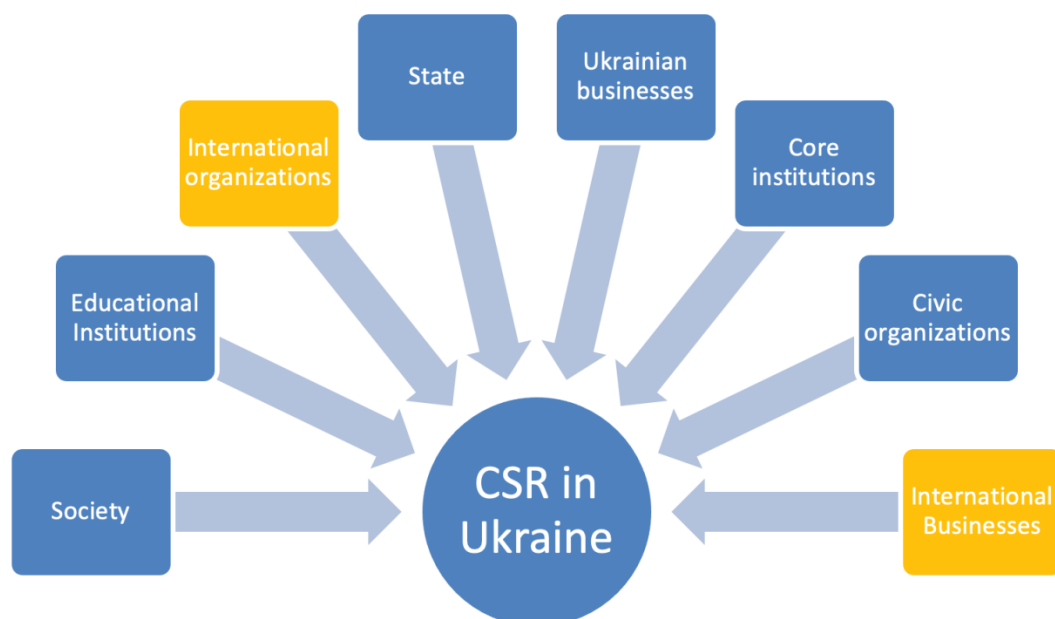 State
Ukrainian
businesses
International
organizations
Core
institutions
Educational
Institutions
Civic
organizations
Society
CSR in
Ukraine
International
Businesses